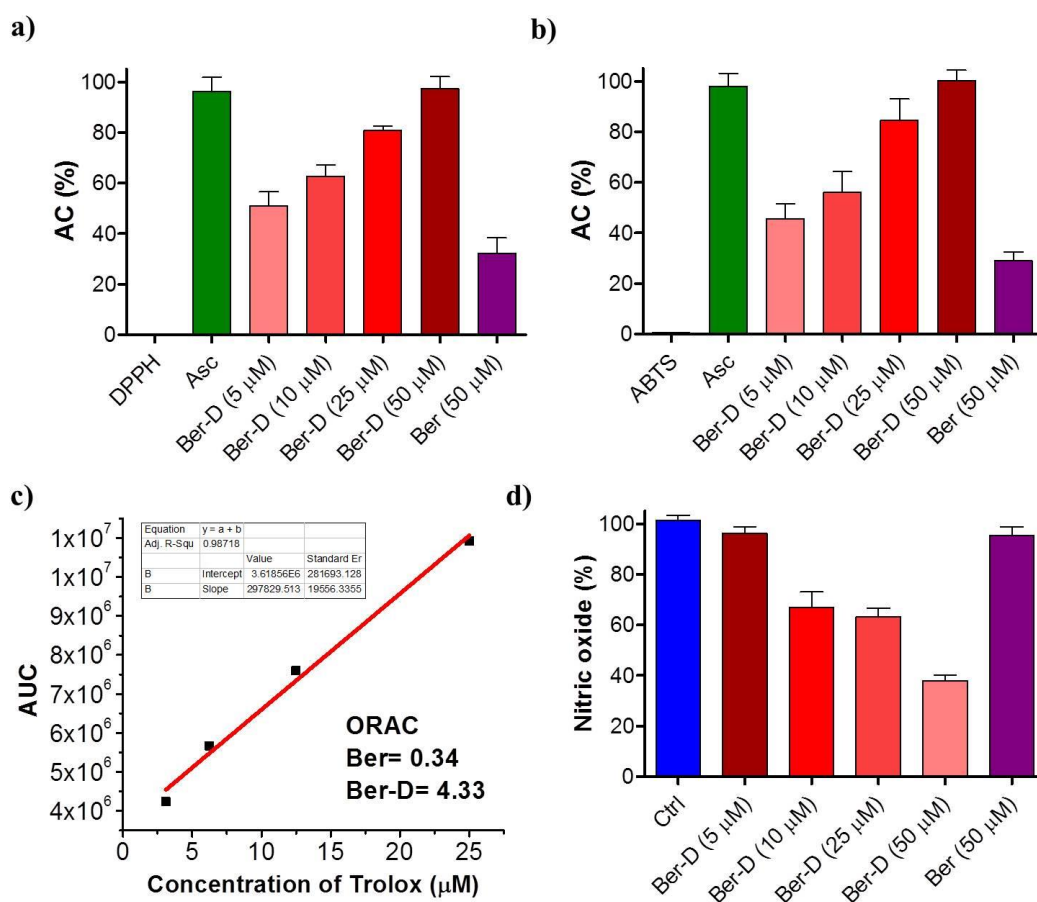 a)
AC (%)
100
80
60
40
20
0
DPPH
Asc
Ber-D (5 μM)
Ber-D (10 μM)
Ber-D (25 μM)
Ber-D (50 μM)
Ber (50 μM)
b)
AC (%)
100
80
60
40
20
0
ABTS
Asc
Ber-D (5 μM)
Ber-D (10 μM)
Ber-D (25 μM)
Ber-D (50 μM)
Ber (50 μM)
c)
AUC
1x10⁷
1x10⁷
9x10⁶
8x10⁶
7x10⁶
6x10⁶
5x10⁶
4x10⁶
Equation y = a + b
Adj. R-Squ 0.98718
Value Standard Er
B Intercept 3.61856E6 281693.128
B Slope 297829.513 19556.3355
ORAC
Ber= 0.34
Ber-D= 4.33
0 5 10 15 20 25
Concentration of Trolox (μM)
d)
Nitric oxide (%)
100
80
60
40
20
0
Ctrl
Ber-D (5 μM)
Ber-D (10 μM)
Ber-D (25 μM)
Ber-D (50 μM)
Ber (50 μM)